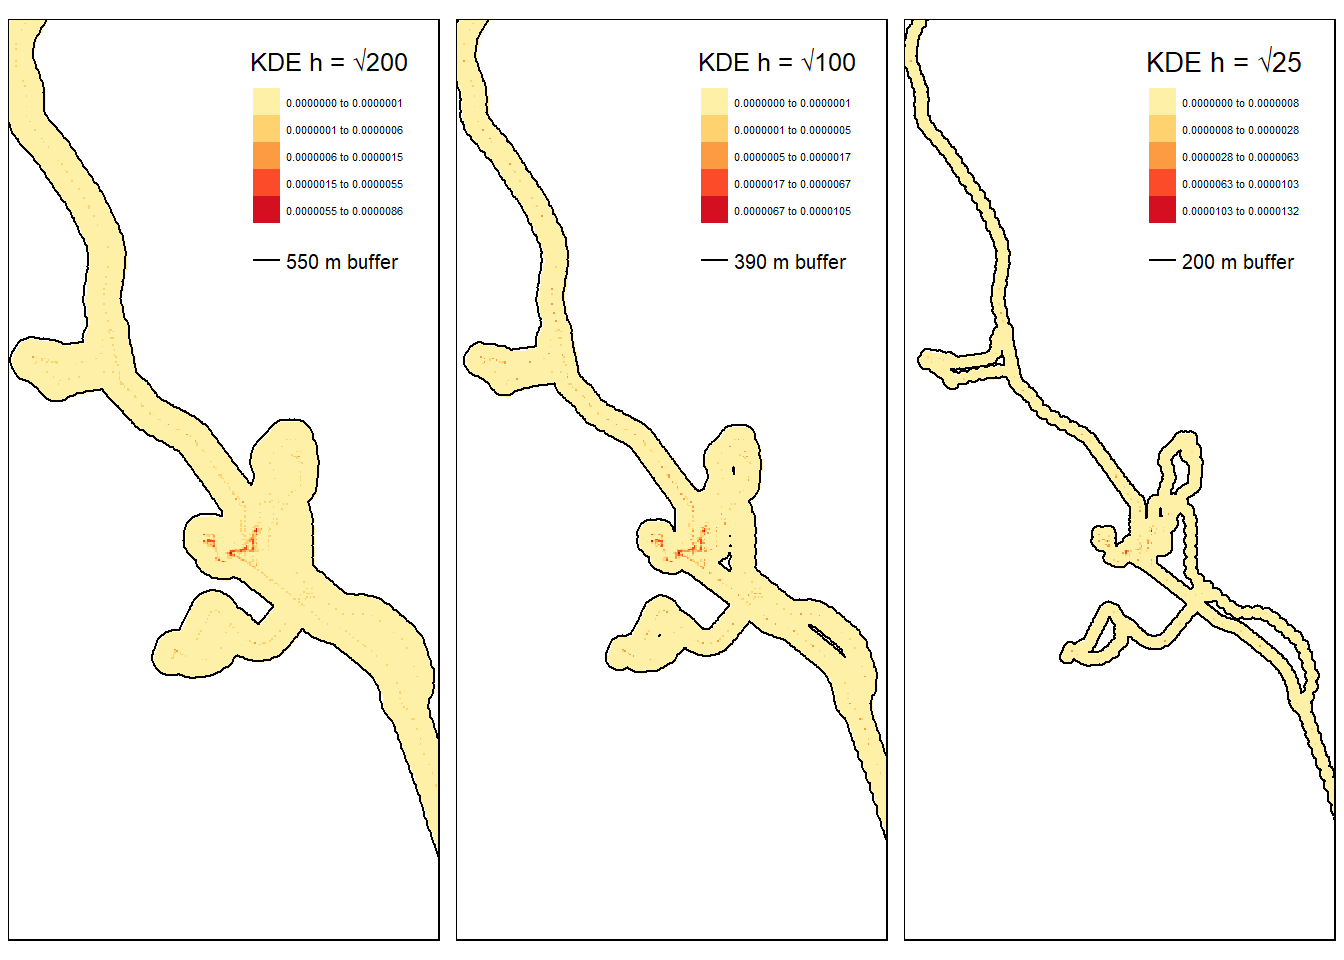 KDE h = √200
0.0000000 to 0.0000001
0.0000001 to 0.0000006
0.0000006 to 0.0000015
0.0000015 to 0.0000055
0.0000055 to 0.0000086
550 m buffer
KDE h = √100
0.0000000 to 0.0000001
0.0000001 to 0.0000005
0.0000005 to 0.0000017
0.0000017 to 0.0000067
0.0000067 to 0.0000105
390 m buffer
KDE h = √25
0.0000000 to 0.0000008
0.0000008 to 0.0000028
0.0000028 to 0.0000063
0.0000063 to 0.0000103
0.0000103 to 0.0000132
200 m buffer